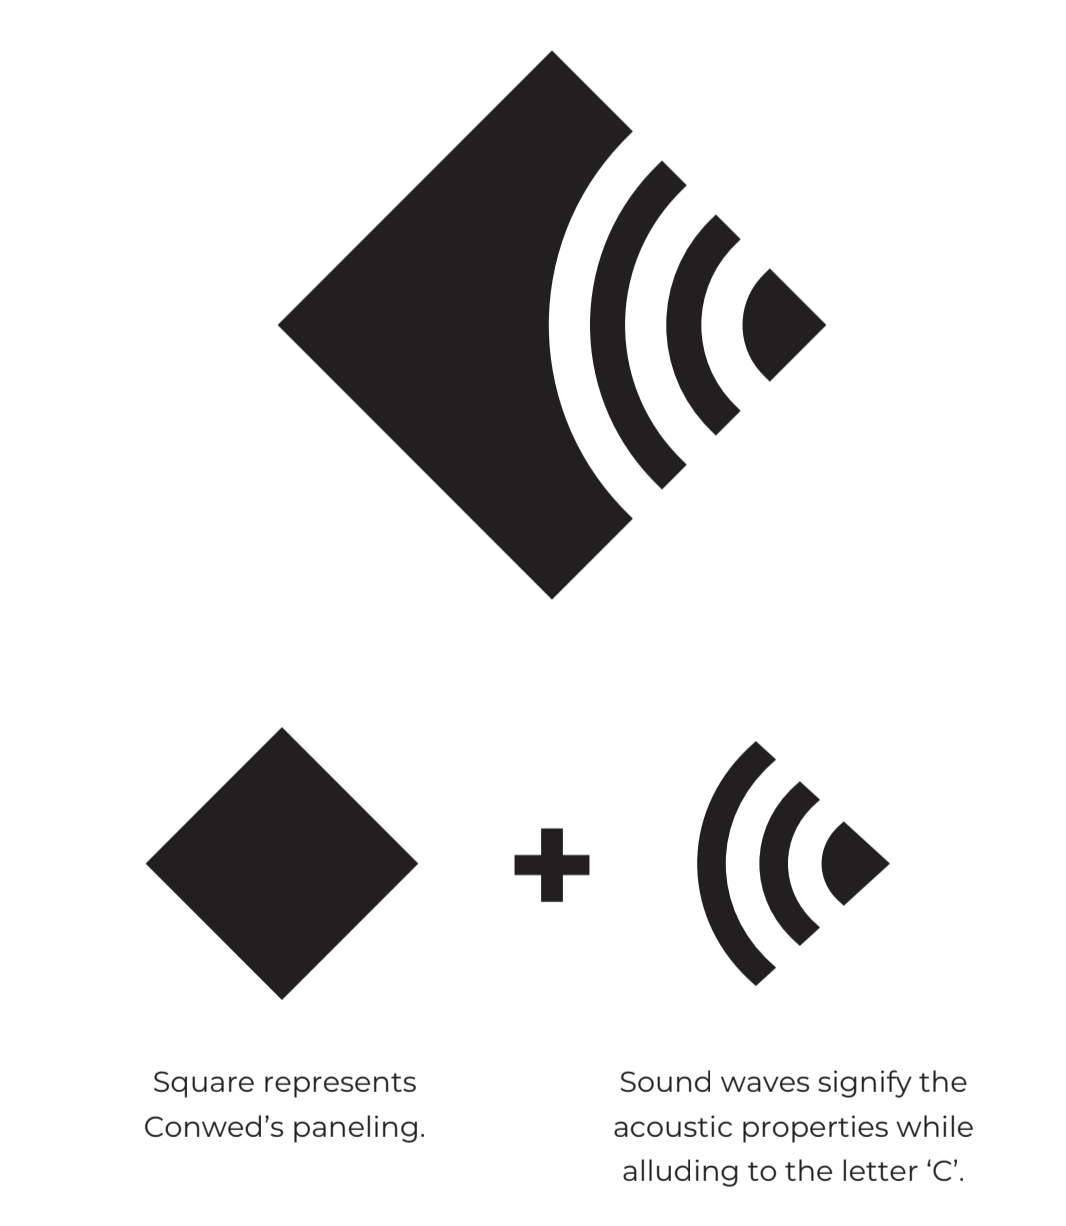 Square represents
Conwed’s paneling.
Sound waves signify the
acoustic properties while
alluding to the letter ‘C’.